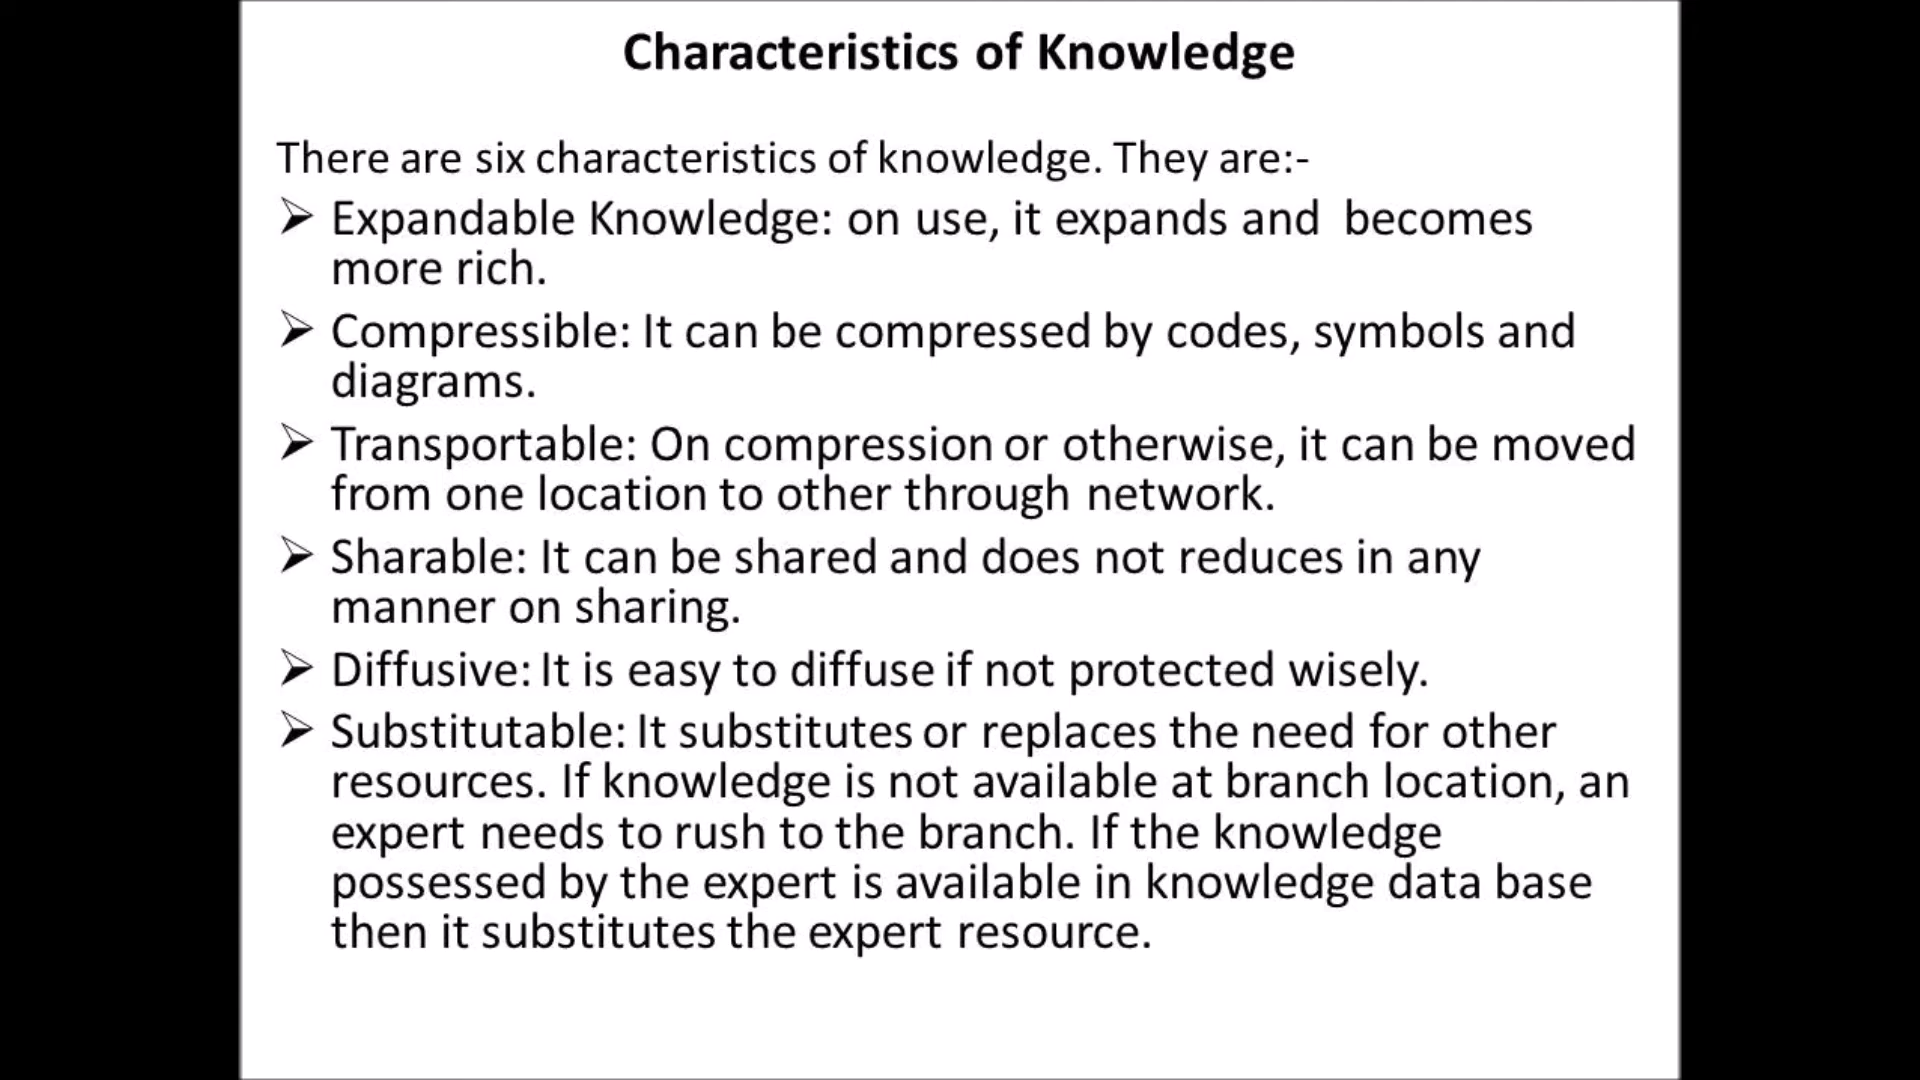 Characteristics of Knowledge
There are six characteristics of knowledge. They are:-
➢ Expandable Knowledge: on use, it expands and becomes
more rich.
➢ Compressible: It can be compressed by codes, symbols and
diagrams.
➢ Transportable: On compression or otherwise, it can be moved
from one location to other through network.
➢ Sharable: It can be shared and does not reduces in any
manner on sharing.
➢ Diffusive: It is easy to diffuse if not protected wisely.
➢ Substitutable: It substitutes or replaces the need for other
resources. If knowledge is not available at branch location, an
expert needs to rush to the branch. If the knowledge
possessed by the expert is available in knowledge data base
then it substitutes the expert resource.